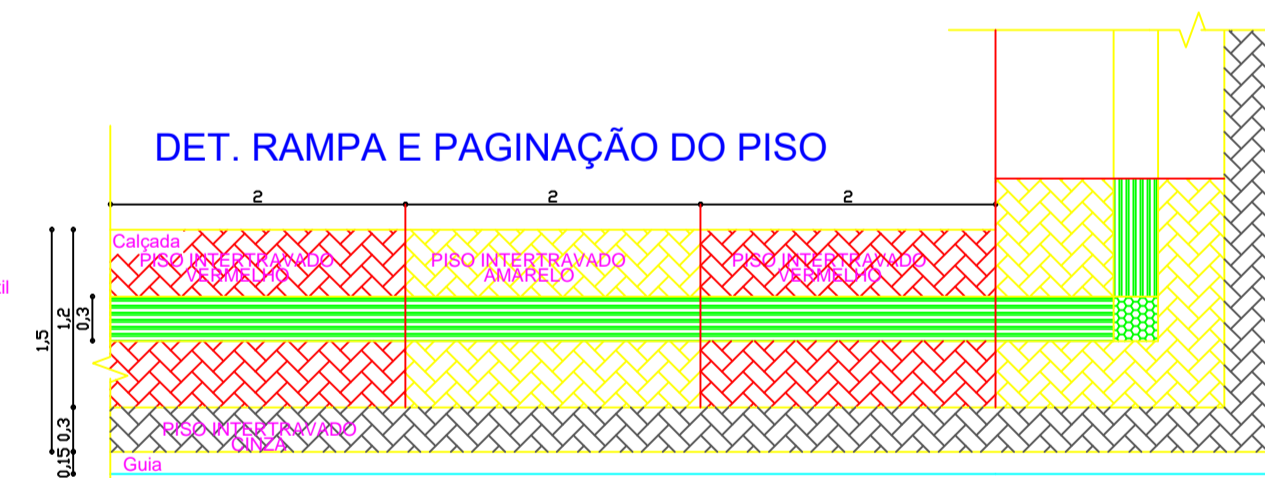 DET. RAMPA E PAGINAÇÃO DO PISO
2
2
2
Calçada
PISO INTERTRAVADO
VERMELHO
PISO INTERTRAVADO
AMARELO
PISO INTERTRAVADO
VERMELHO
1,5
1,2
0,3
0,3
0,15
PISO INTERTRAVADO
CINZA
Guia